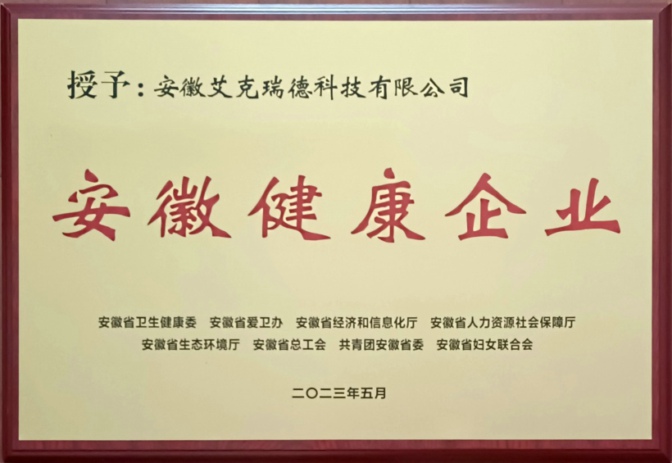 授予：安徽艾克瑞德科技有限公司
安徽健康企业
安徽省卫生健康委 安徽省爱卫办 安徽省经济和信息化厅 安徽省人力资源社会保障厅
安徽省生态环境厅 安徽省总工会 共青团安徽省委 安徽省妇女联合会
二〇二三年五月